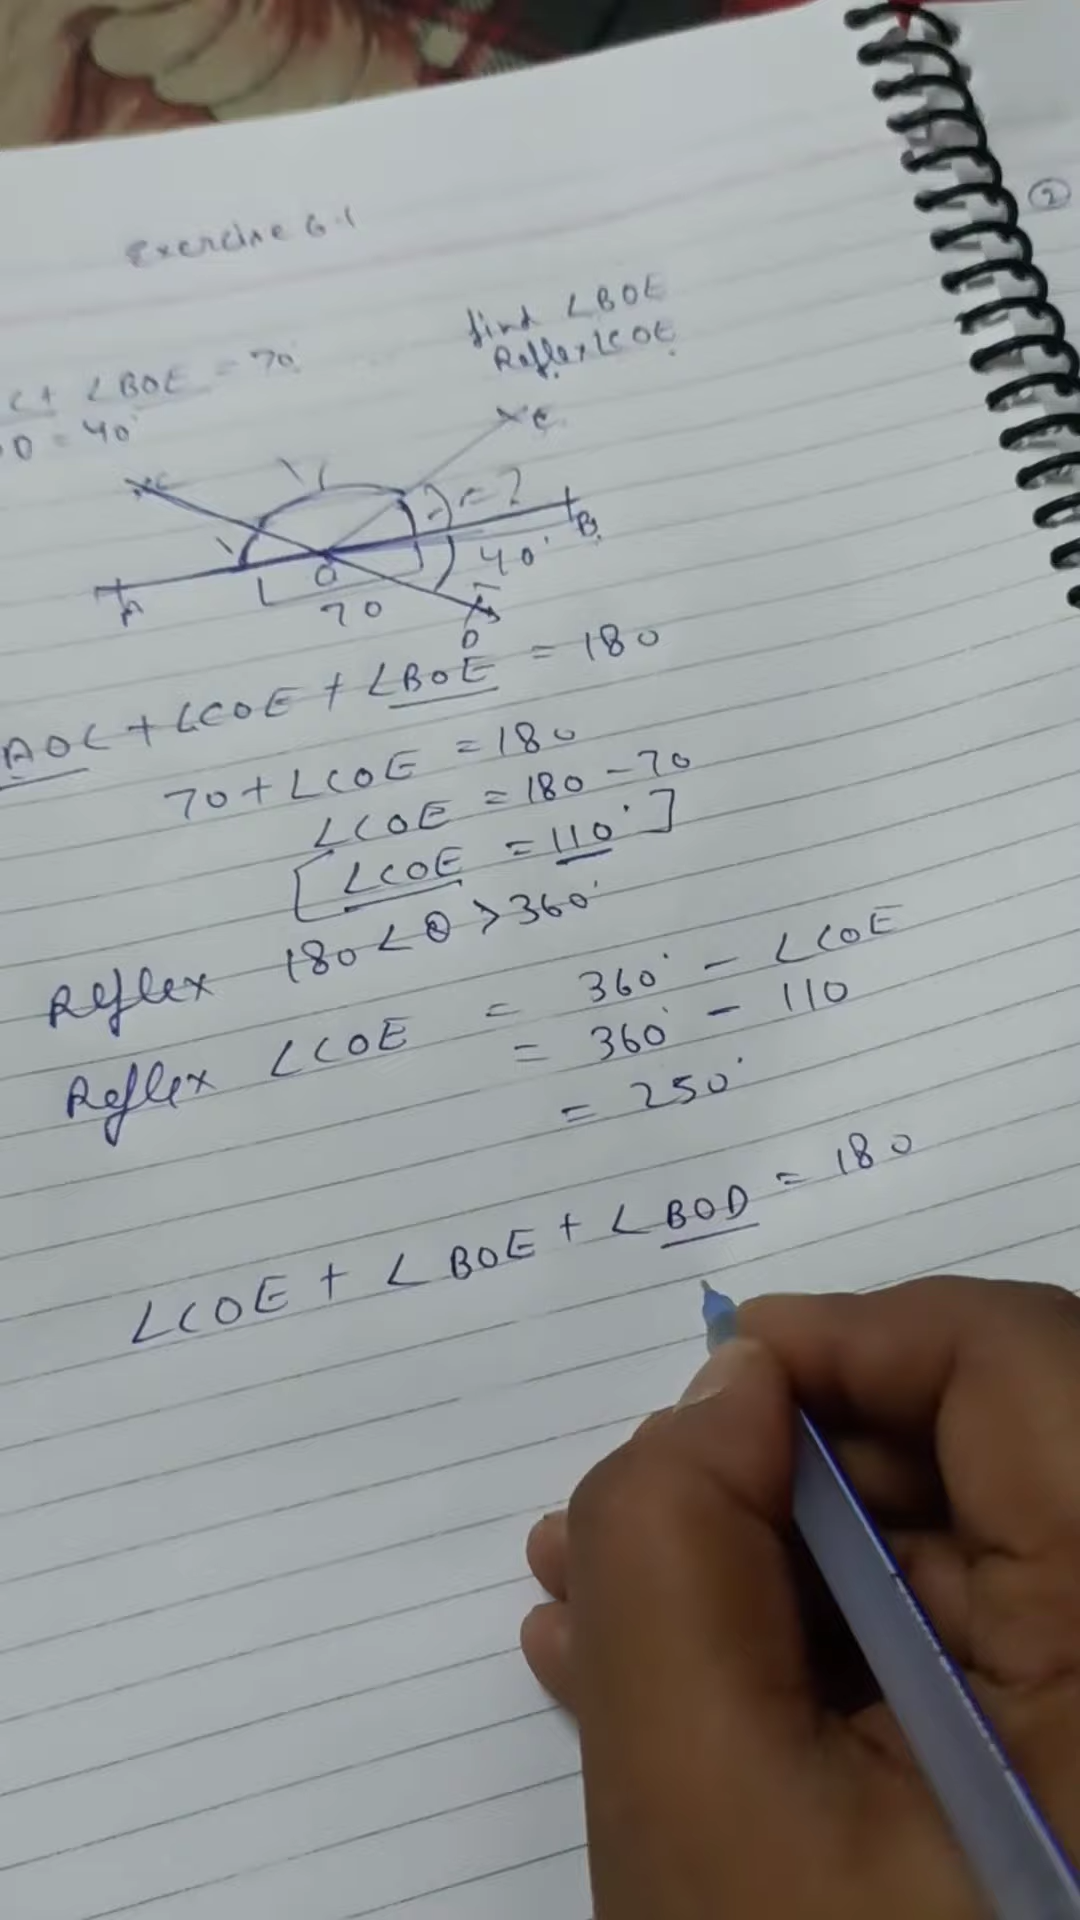 ②
Exercise 6.1
find ∠BOE
Reflex ∠COE
C + ∠BOE = 70°
OD = 40°
C
E
= ?
B
40°
A
O
70
D
AOC + ∠COE + ∠BOE = 180
70 + ∠COE = 180
∠COE = 180 - 70
[∠COE = 110°]
Reflex 180 < θ > 360°
Reflex ∠COE = 360° - ∠COE
= 360° - 110
= 250°
∠COE + ∠BOE + ∠BOD = 180